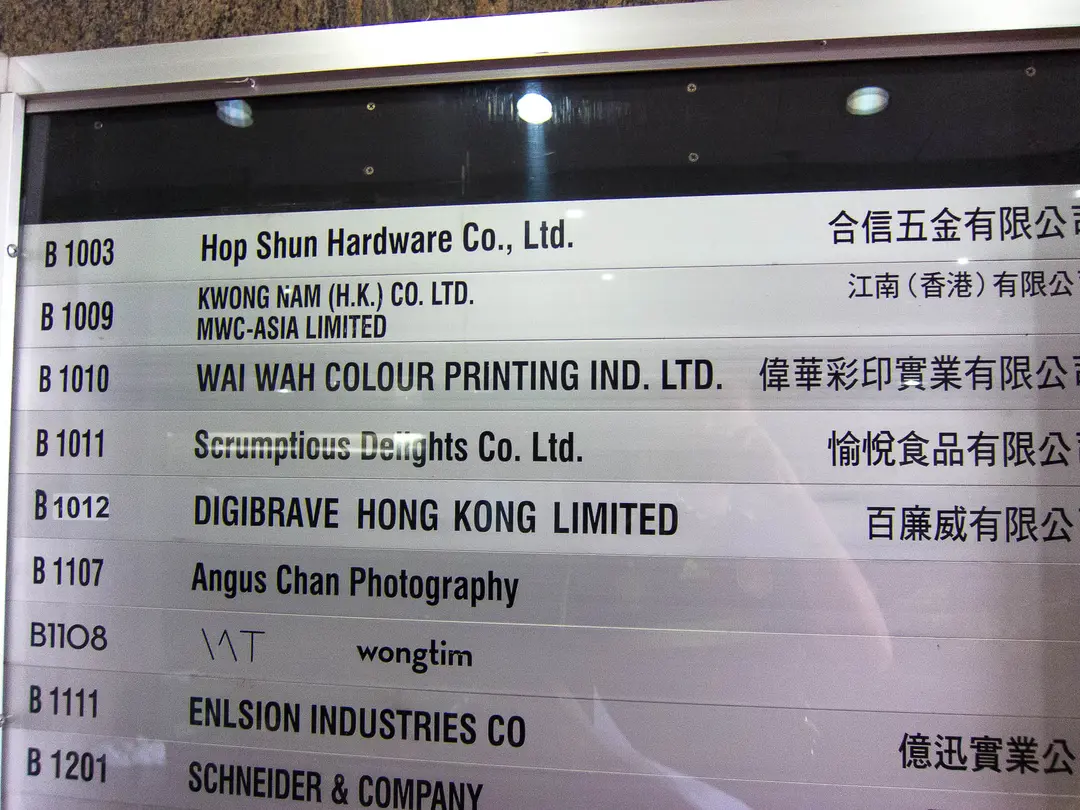 B 1003 Hop Shun Hardware Co., Ltd. 合信五金有限公司
B 1009 KWONG NAM (H.K.) CO. LTD. 江南（香港）有限公
MWC-ASIA LIMITED
B 1010 WAI WAH COLOUR PRINTING IND. LTD. 偉華彩印實業有限公司
B 1011 Scrumptious Delights Co. Ltd. 愉悅食品有限公
B 1012 DIGIBRAVE HONG KONG LIMITED 百廉威有限公
B 1107 Angus Chan Photography
B1108 WT wongtim
B 1111 ENLSION INDUSTRIES CO 億迅實業公
B 1201 SCHNEIDER & COMPANY